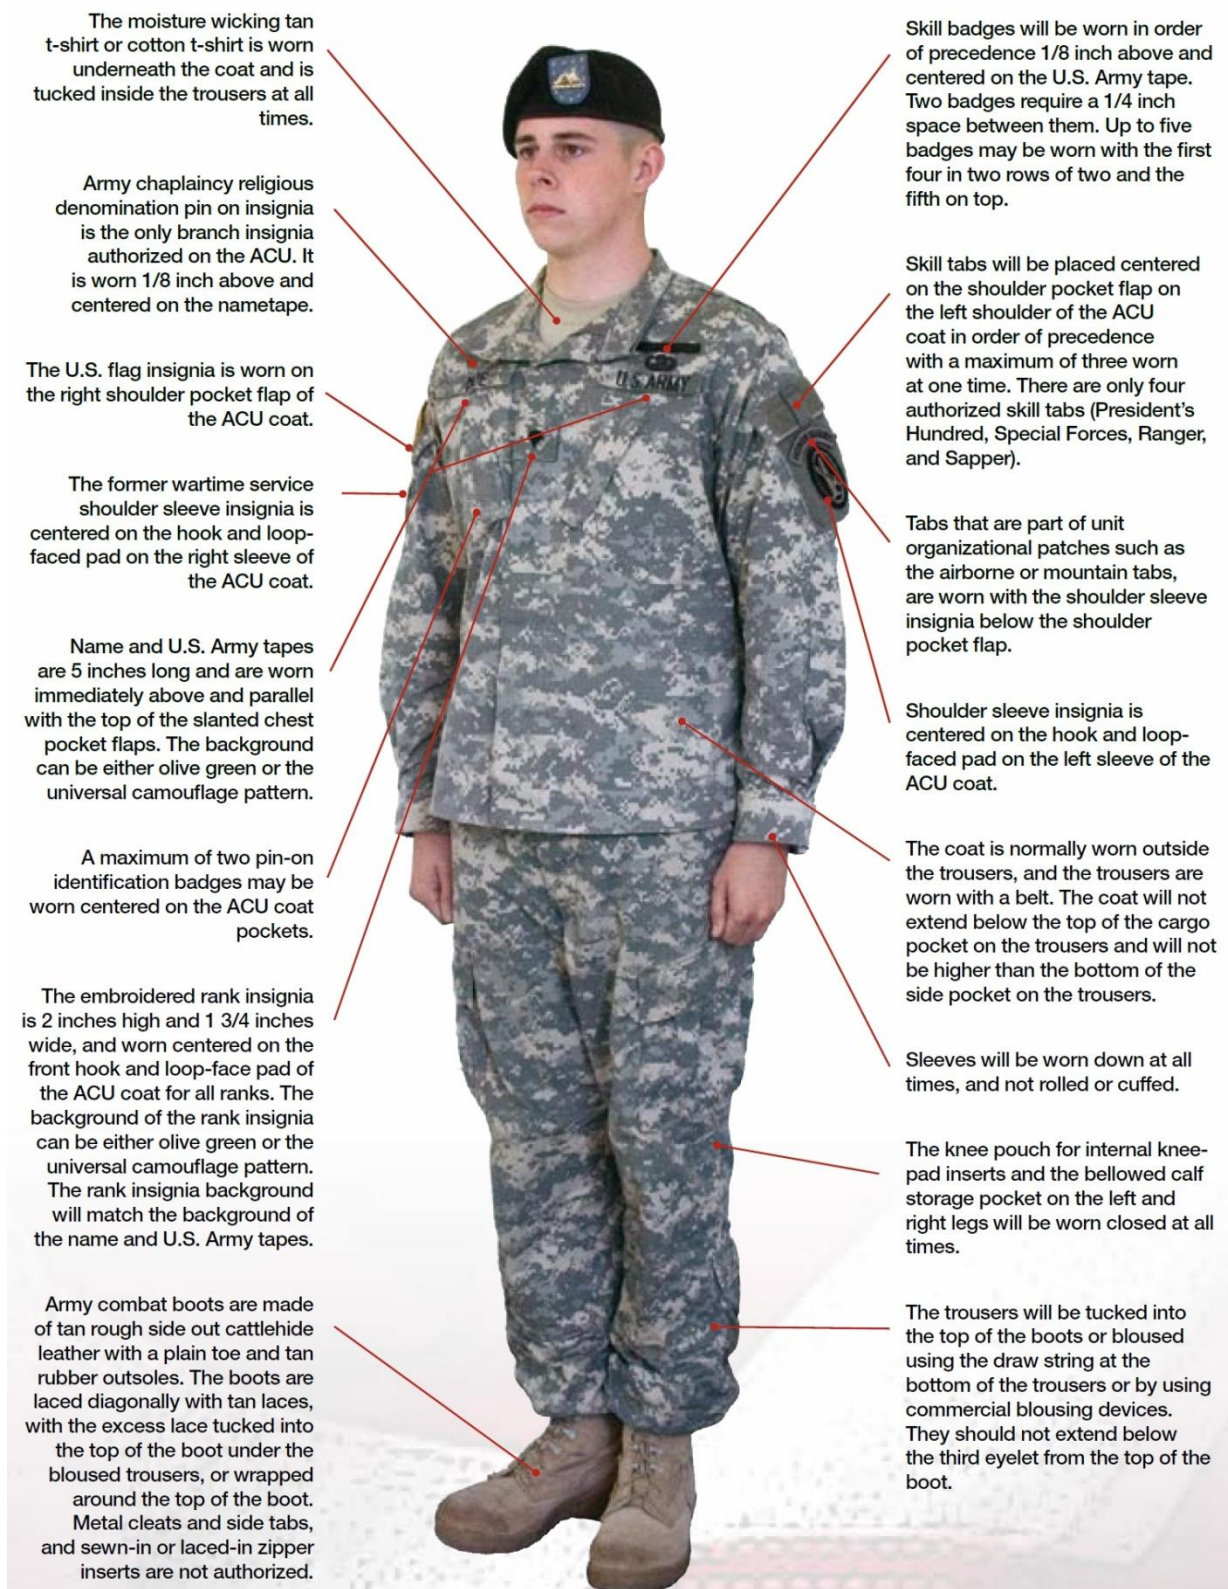 The moisture wicking tan
t-shirt or cotton t-shirt is worn
underneath the coat and is
tucked inside the trousers at all
times.
Army chaplaincy religious
denomination pin on insignia
is the only branch insignia
authorized on the ACU. It
is worn 1/8 inch above and
centered on the nametape.
The U.S. flag insignia is worn on
the right shoulder pocket flap of
the ACU coat.
The former wartime service
shoulder sleeve insignia is
centered on the hook and loop-
faced pad on the right sleeve of
the ACU coat.
Name and U.S. Army tapes
are 5 inches long and are worn
immediately above and parallel
with the top of the slanted chest
pocket flaps. The background
can be either olive green or the
universal camouflage pattern.
A maximum of two pin-on
identification badges may be
worn centered on the ACU coat
pockets.
The embroidered rank insignia
is 2 inches high and 1 3/4 inches
wide, and worn centered on the
front hook and loop-face pad of
the ACU coat for all ranks. The
background of the rank insignia
can be either olive green or the
universal camouflage pattern.
The rank insignia background
will match the background of
the name and U.S. Army tapes.
Army combat boots are made
of tan rough side out cattlehide
leather with a plain toe and tan
rubber outsoles. The boots are
laced diagonally with tan laces,
with the excess lace tucked into
the top of the boot under the
bloused trousers, or wrapped
around the top of the boot.
Metal cleats and side tabs,
and sewn-in or laced-in zipper
inserts are not authorized.
U.S. ARMY
Skill badges will be worn in order
of precedence 1/8 inch above and
centered on the U.S. Army tape.
Two badges require a 1/4 inch
space between them. Up to five
badges may be worn with the first
four in two rows of two and the
fifth on top.
Skill tabs will be placed centered
on the shoulder pocket flap on
the left shoulder of the ACU
coat in order of precedence
with a maximum of three worn
at one time. There are only four
authorized skill tabs (President's
Hundred, Special Forces, Ranger,
and Sapper).
Tabs that are part of unit
organizational patches such as
the airborne or mountain tabs,
are worn with the shoulder sleeve
insignia below the shoulder
pocket flap.
Shoulder sleeve insignia is
centered on the hook and loop-
faced pad on the left sleeve of the
ACU coat.
The coat is normally worn outside
the trousers, and the trousers are
worn with a belt. The coat will not
extend below the top of the cargo
pocket on the trousers and will not
be higher than the bottom of the
side pocket on the trousers.
Sleeves will be worn down at all
times, and not rolled or cuffed.
The knee pouch for internal knee-
pad inserts and the bellowed calf
storage pocket on the left and
right legs will be worn closed at all
times.
The trousers will be tucked into
the top of the boots or bloused
using the draw string at the
bottom of the trousers or by using
commercial blousing devices.
They should not extend below
the third eyelet from the top of the
boot.